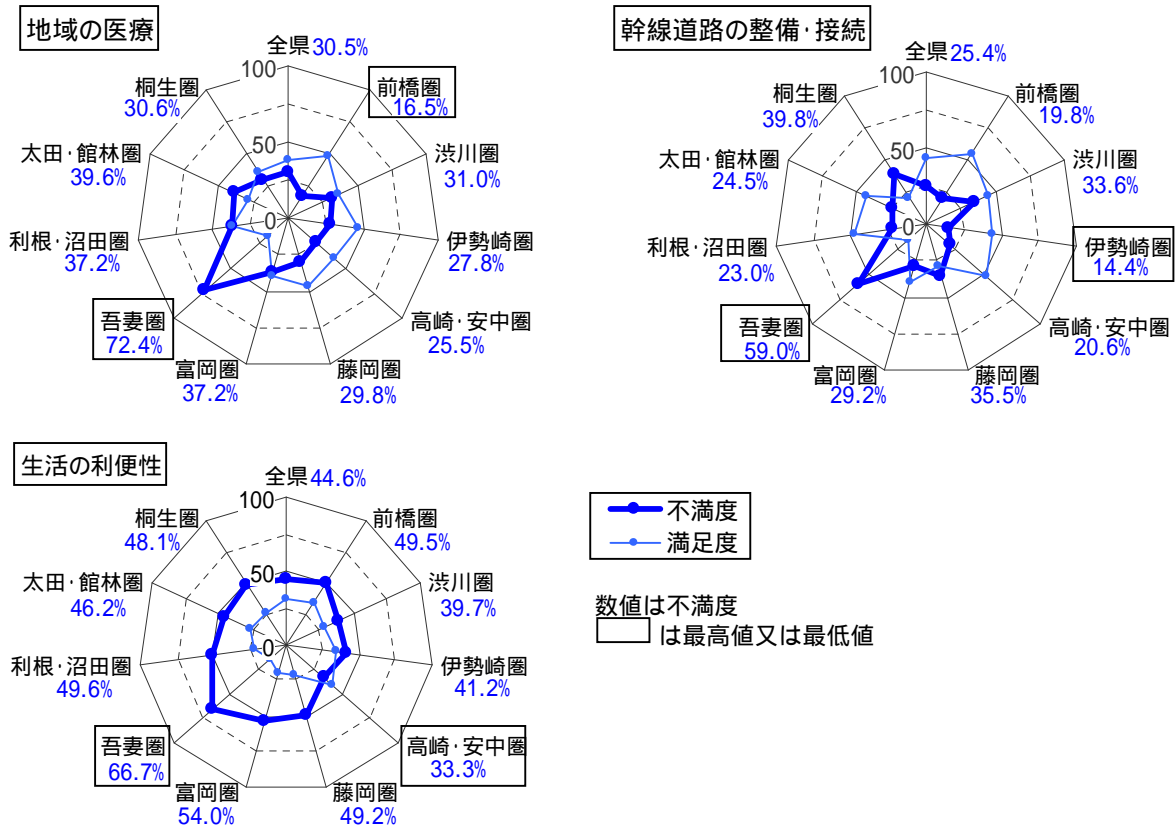 地域の医療
全県30.5%
100
50
0
前橋圏
16.5%
渋川圏
31.0%
伊勢崎圏
27.8%
高崎・安中圏
25.5%
藤岡圏
29.8%
富岡圏
37.2%
吾妻圏
72.4%
利根・沼田圏
37.2%
太田・館林圏
39.6%
桐生圏
30.6%
幹線道路の整備・接続
全県25.4%
100
50
0
前橋圏
19.8%
渋川圏
33.6%
伊勢崎圏
14.4%
高崎・安中圏
20.6%
藤岡圏
35.5%
富岡圏
29.2%
吾妻圏
59.0%
利根・沼田圏
23.0%
太田・館林圏
24.5%
桐生圏
39.8%
生活の利便性
全県44.6%
100
50
0
前橋圏
49.5%
渋川圏
39.7%
伊勢崎圏
41.2%
高崎・安中圏
33.3%
藤岡圏
49.2%
富岡圏
54.0%
吾妻圏
66.7%
利根・沼田圏
49.6%
太田・館林圏
46.2%
桐生圏
48.1%
不満度
満足度
数値は不満度
は最高値又は最低値